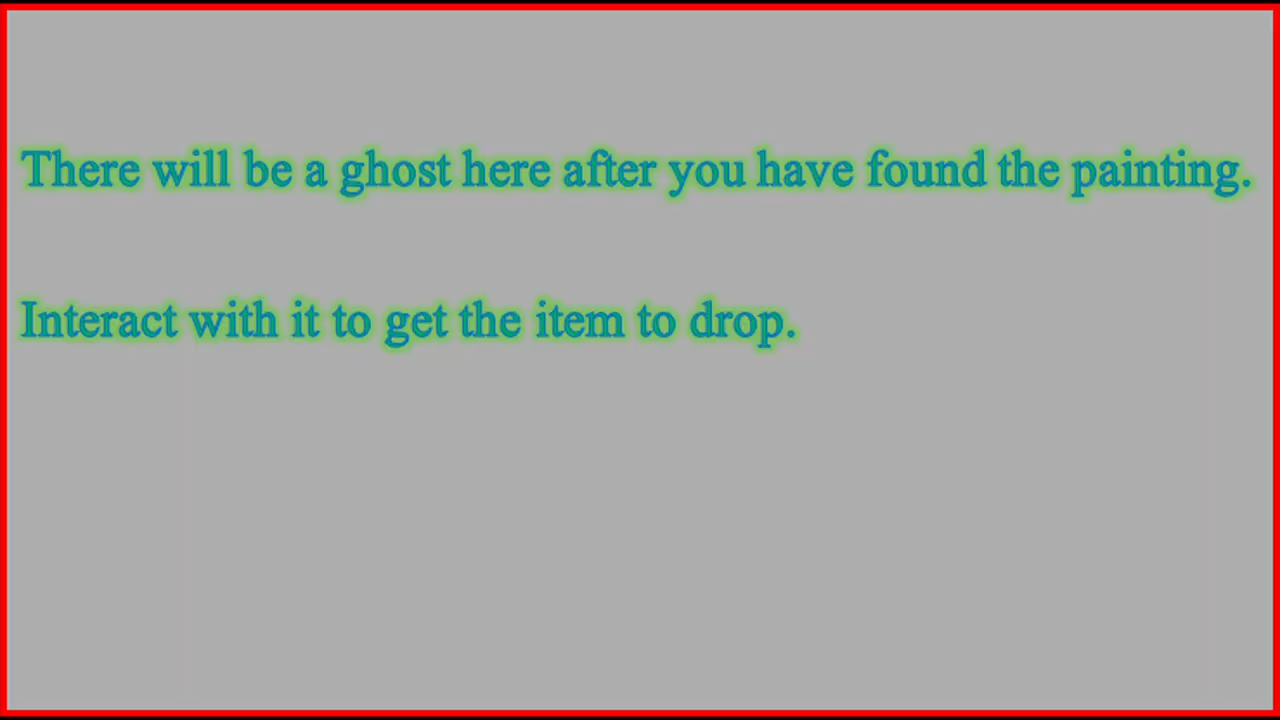 There will be a ghost here after you have found the painting.
Interact with it to get the item to drop.